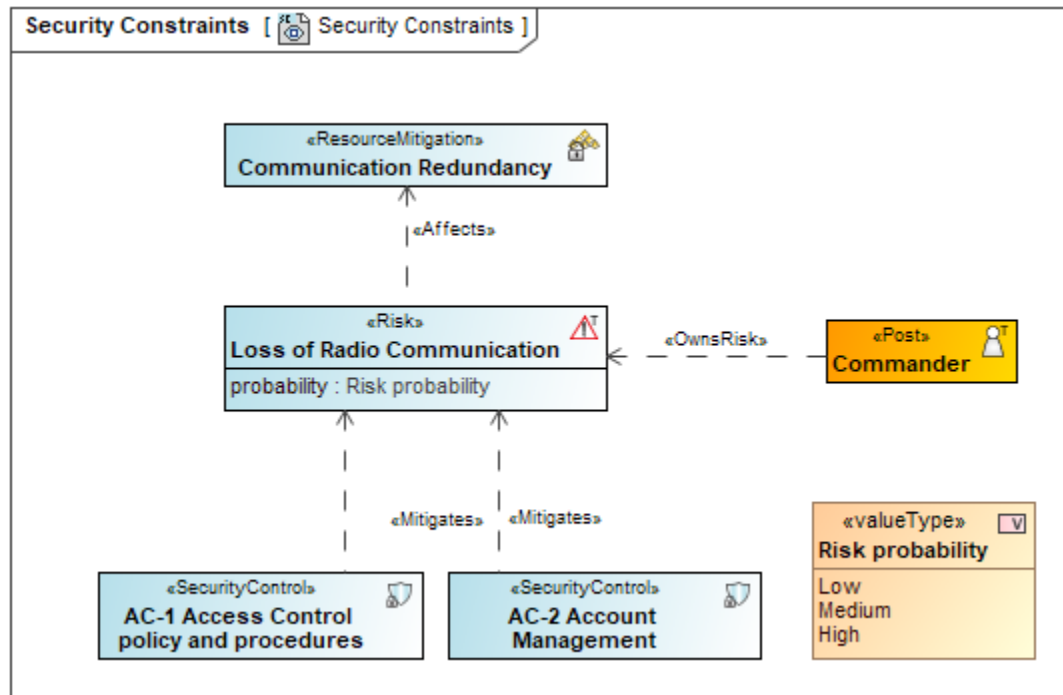 Security Constraints [ Security Constraints ]
«ResourceMitigation»
Communication Redundancy
«Affects»
«Risk»
Loss of Radio Communication
probability : Risk probability
«OwnsRisk»
«Post»
Commander
«Mitigates»
«Mitigates»
«SecurityControl»
AC-1 Access Control
policy and procedures
«SecurityControl»
AC-2 Account
Management
«valueType»
V
Risk probability
Low
Medium
High